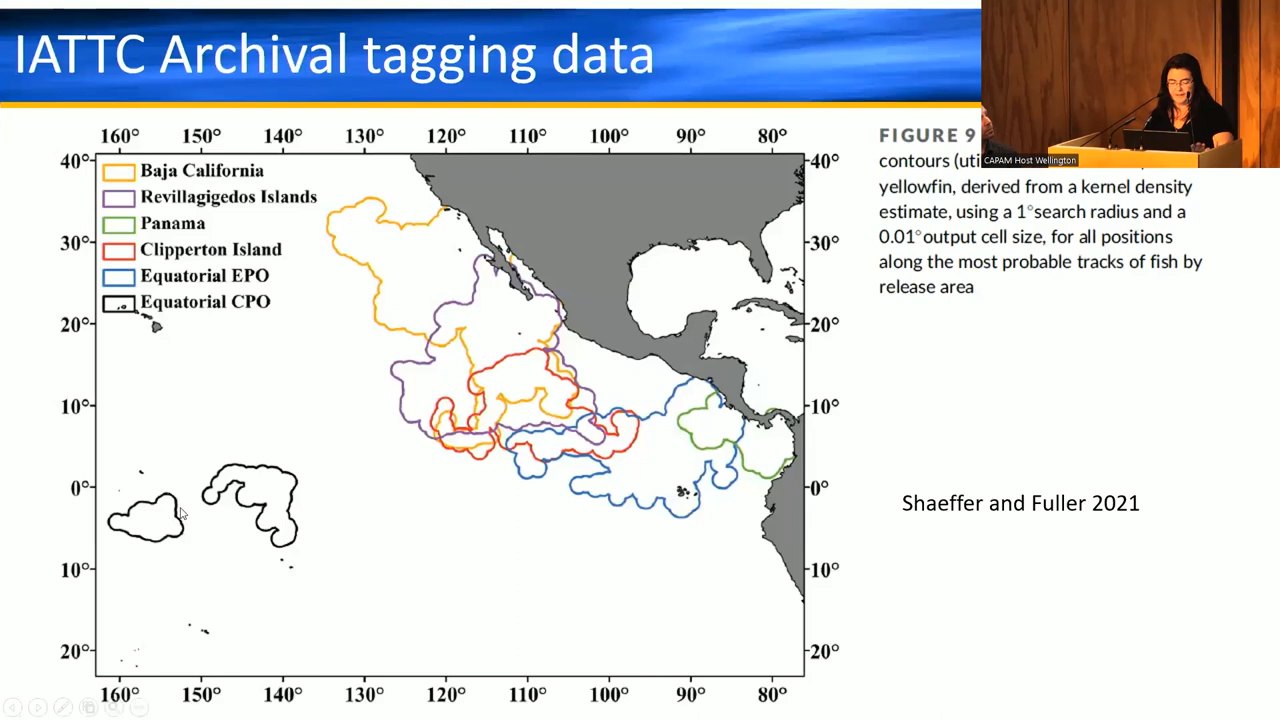 IATTC Archival tagging data
CAPAM Host Wellington
160° 150° 140° 130° 120° 110° 100° 90° 80°
40° 40°
Baja California
Revillagigedos Islands
Panama
30° 30°
Clipperton Island
Equatorial EPO
Equatorial CPO
20° 20°
10° 10°
0° 0°
10° 10°
20° 20°
160° 150° 140° 130° 120° 110° 100° 90° 80°
FIGURE 9
contours (uti
yellowfin, derived from a kernel density
estimate, using a 1°search radius and a
0.01°output cell size, for all positions
along the most probable tracks of fish by
release area
Shaeffer and Fuller 2021